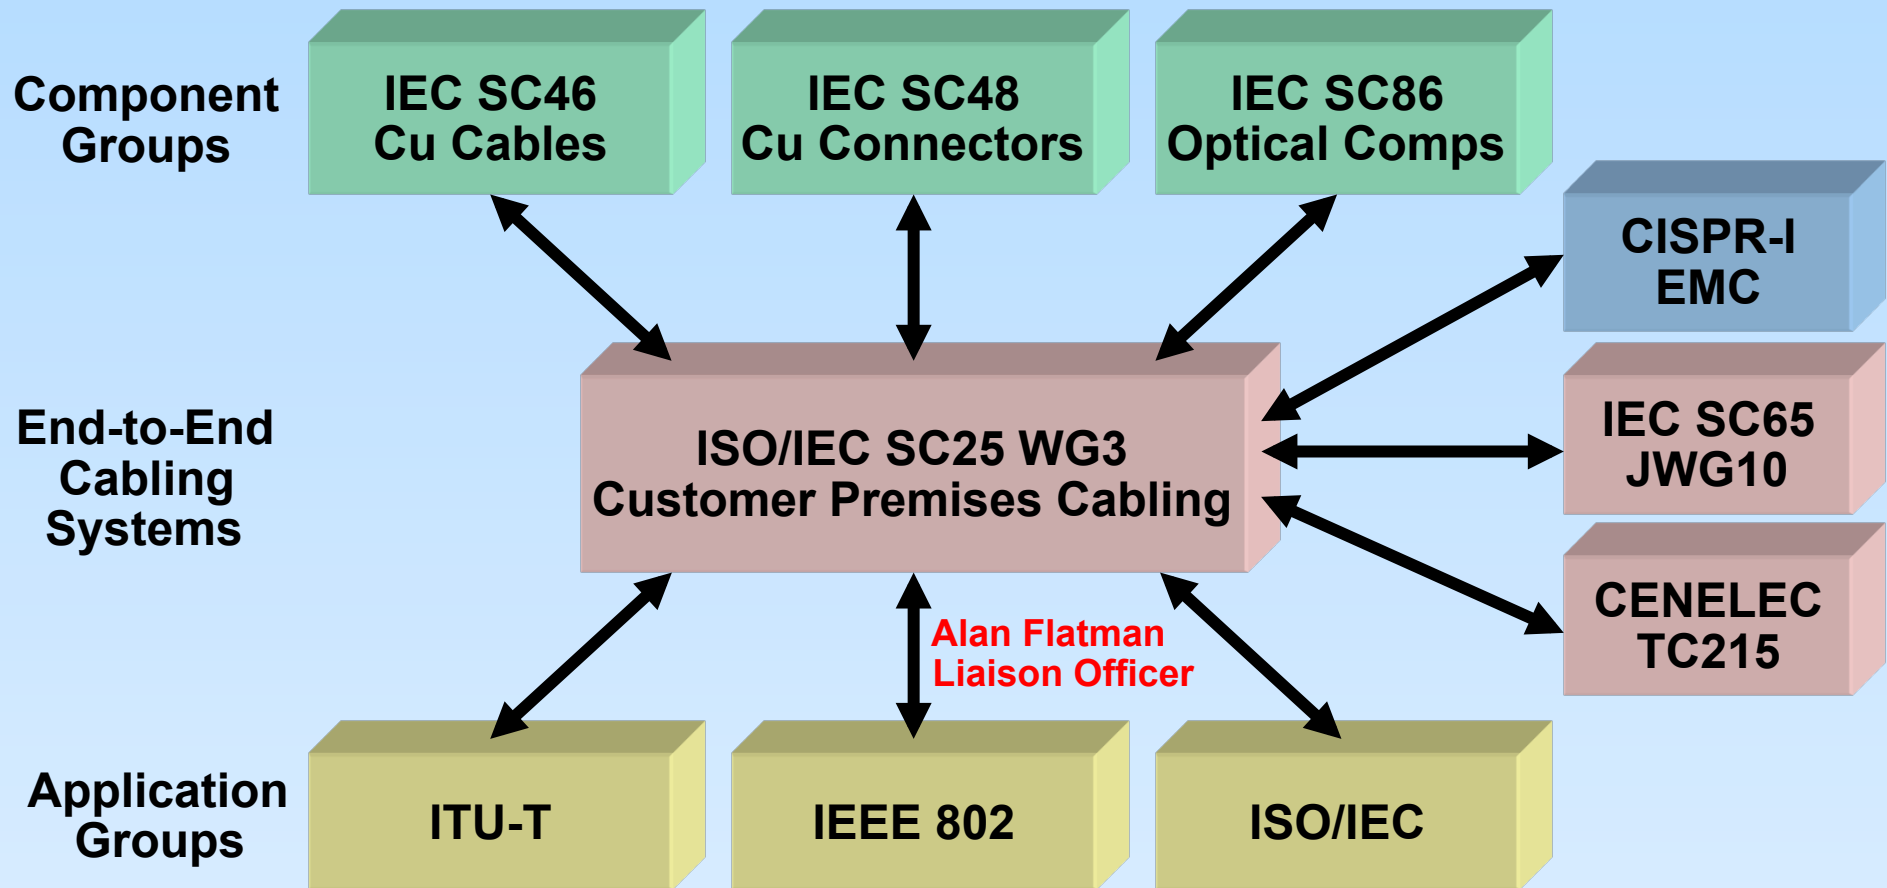 Component
Groups
IEC SC46
Cu Cables
IEC SC48
Cu Connectors
IEC SC86
Optical Comps
CISPR-I
EMC
End-to-End
Cabling
Systems
ISO/IEC SC25 WG3
Customer Premises Cabling
IEC SC65
JWG10
CENELEC
TC215
Alan Flatman
Liaison Officer
Application
Groups
ITU-T
IEEE 802
ISO/IEC